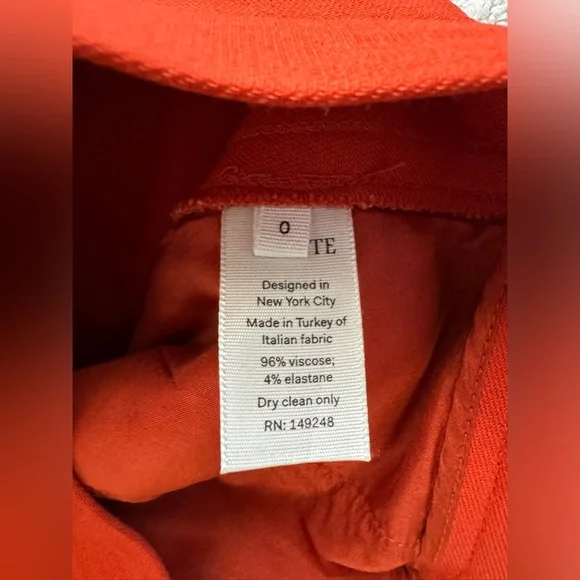 0
TE
Designed in
New York City
Made in Turkey of
Italian fabric
96% viscose;
4% elastane
Dry clean only
RN: 149248